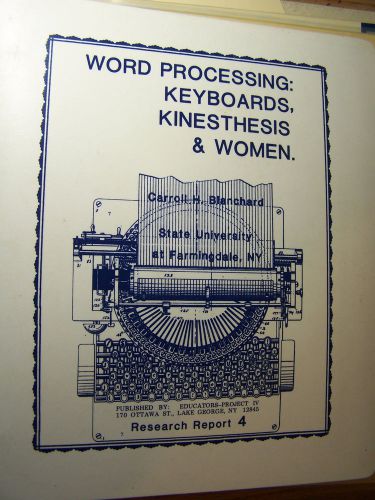 WORD PROCESSING:
KEYBOARDS,
KINESTHESIS
& WOMEN.
Carroll H. Blanchard
State University
at Farmingdale, NY
PUBLISHED BY: EDUCATORS-PROJECT IV
170 OTTAWA ST., LAKE GEORGE, NY 12845
Research Report 4